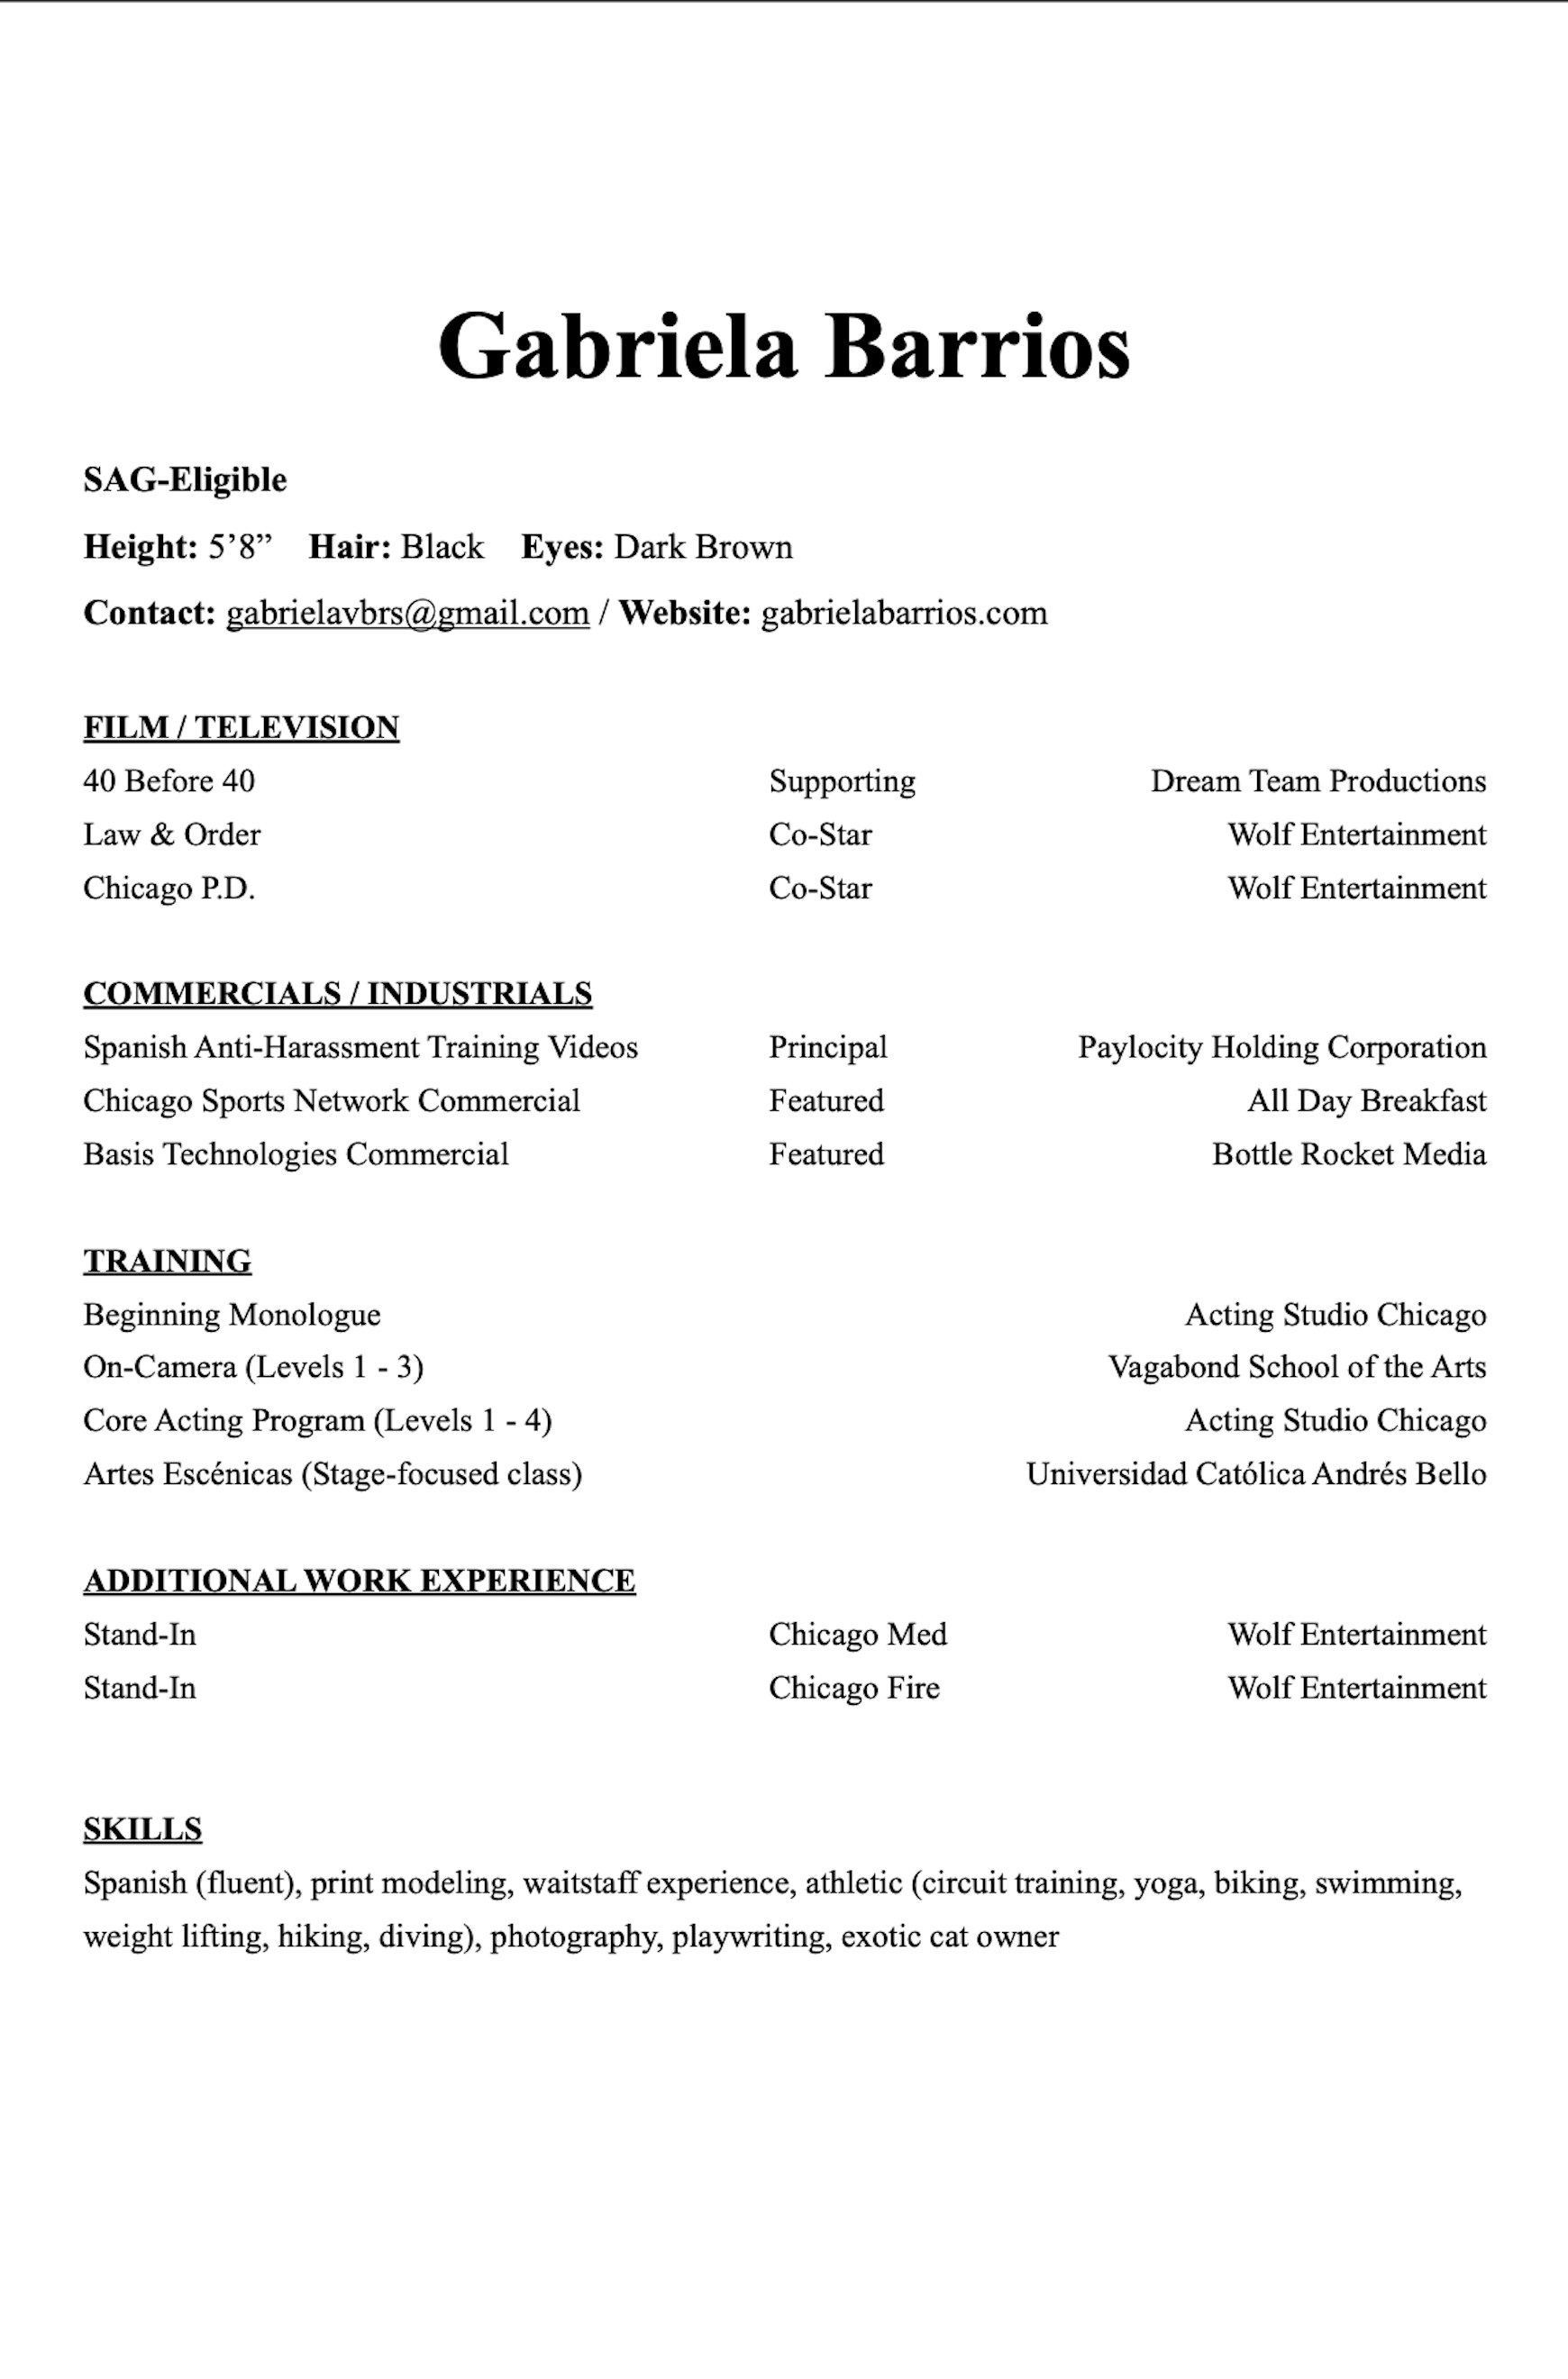 Gabriela Barrios
SAG-Eligible
Height: 5’8” Hair: Black Eyes: Dark Brown
Contact: gabrielavbrs@gmail.com / Website: gabrielabarrios.com
FILM / TELEVISION
40 Before 40 Supporting Dream Team Productions
Law & Order Co-Star Wolf Entertainment
Chicago P.D. Co-Star Wolf Entertainment
COMMERCIALS / INDUSTRIALS
Spanish Anti-Harassment Training Videos Principal Paylocity Holding Corporation
Chicago Sports Network Commercial Featured All Day Breakfast
Basis Technologies Commercial Featured Bottle Rocket Media
TRAINING
Beginning Monologue Acting Studio Chicago
On-Camera (Levels 1 - 3) Vagabond School of the Arts
Core Acting Program (Levels 1 - 4) Acting Studio Chicago
Artes Escénicas (Stage-focused class) Universidad Católica Andrés Bello
ADDITIONAL WORK EXPERIENCE
Stand-In Chicago Med Wolf Entertainment
Stand-In Chicago Fire Wolf Entertainment
SKILLS
Spanish (fluent), print modeling, waitstaff experience, athletic (circuit training, yoga, biking, swimming,
weight lifting, hiking, diving), photography, playwriting, exotic cat owner